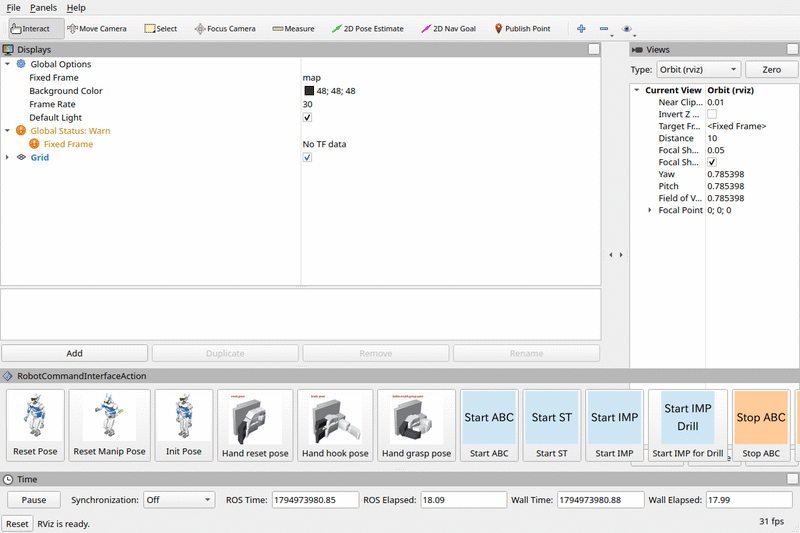 File Panels Help
Interact Move Camera Select Focus Camera Measure 2D Pose Estimate 2D Nav Goal Publish Point
Displays
Global Options
Fixed Frame map
Background Color 48; 48; 48
Frame Rate 30
Default Light
Global Status: Warn
Fixed Frame No TF data
Grid
Add Duplicate Remove Rename
Views
Type: Orbit (rviz) Zero
Current View Orbit (rviz)
Near Clip... 0.01
Invert Z ...
Target Fr... <Fixed Frame>
Distance 10
Focal Sh... 0.05
Focal Sh...
Yaw 0.785398
Pitch 0.785398
Field of V... 0.785398
Focal Point 0; 0; 0
RobotCommandInterfaceAction
Start ABC Start ST Start IMP Start IMP Stop ABC
Drill
Reset Pose Reset Manip Pose Init Pose Hand reset pose Hand hook pose Hand grasp pose Start ABC Start ST Start IMP Start IMP for Drill Stop ABC
Time
Pause Synchronization: Off ROS Time: 1794973980.85 ROS Elapsed: 18.09 Wall Time: 1794973980.88 Wall Elapsed: 17.99
Reset RViz is ready. 31 fps